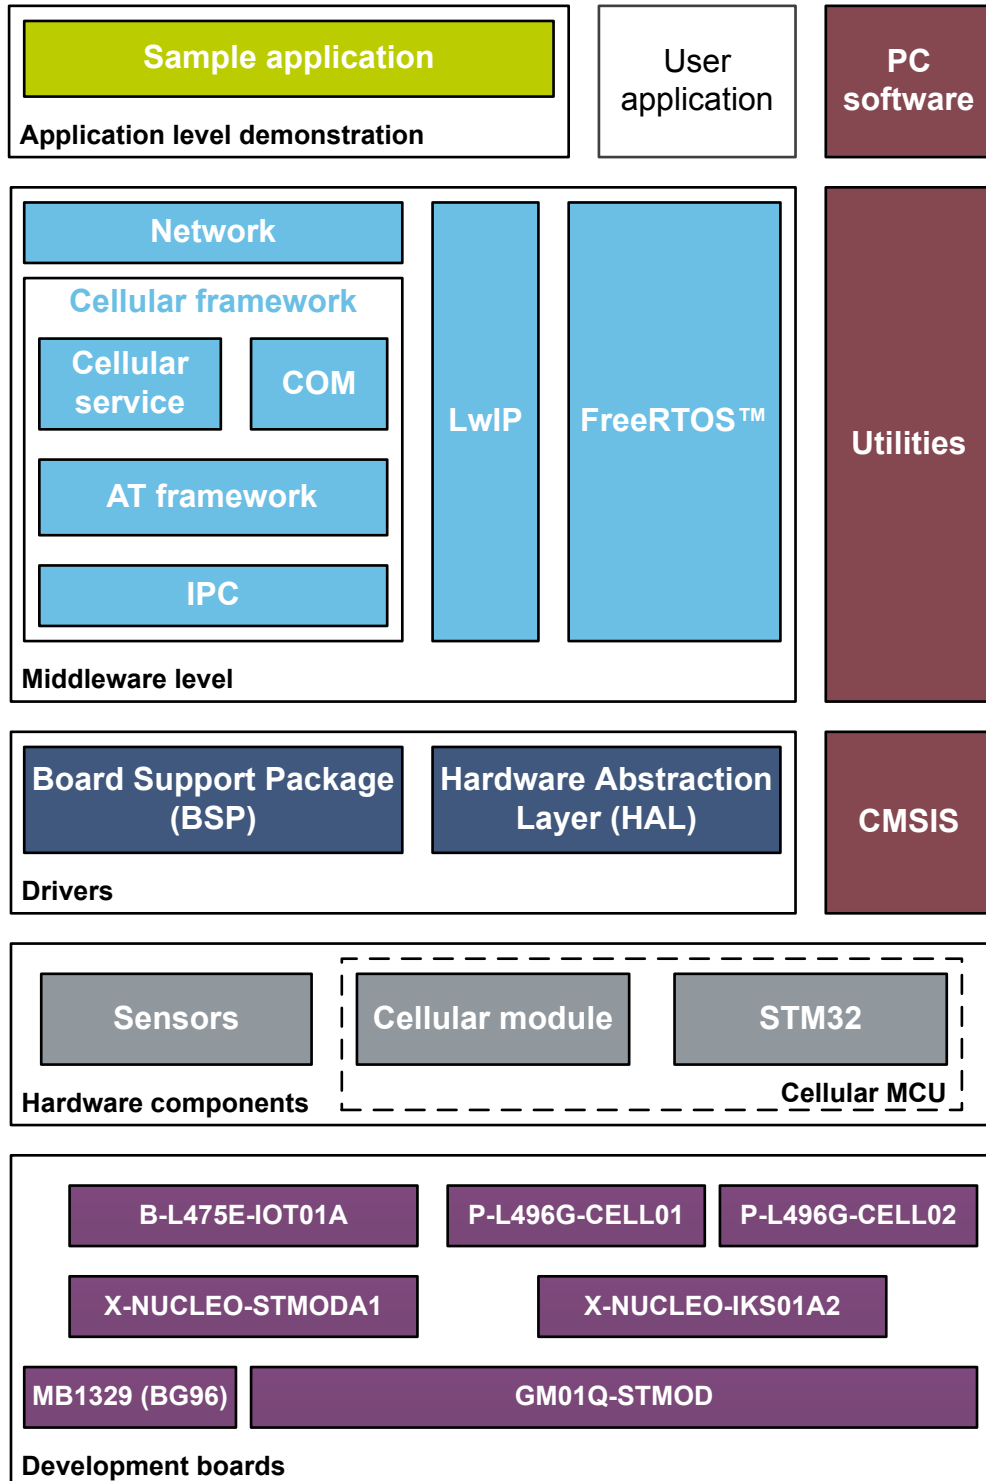 Sample application
Application level demonstration
User
application
PC
software
Network
Cellular framework
Cellular
service
COM
AT framework
IPC
LwIP
FreeRTOS™
Middleware level
Utilities
Board Support Package
(BSP)
Hardware Abstraction
Layer (HAL)
Drivers
CMSIS
Sensors
Cellular module
STM32
Cellular MCU
Hardware components
B-L475E-IOT01A
P-L496G-CELL01
P-L496G-CELL02
X-NUCLEO-STMODA1
X-NUCLEO-IKS01A2
MB1329 (BG96)
GM01Q-STMOD
Development boards